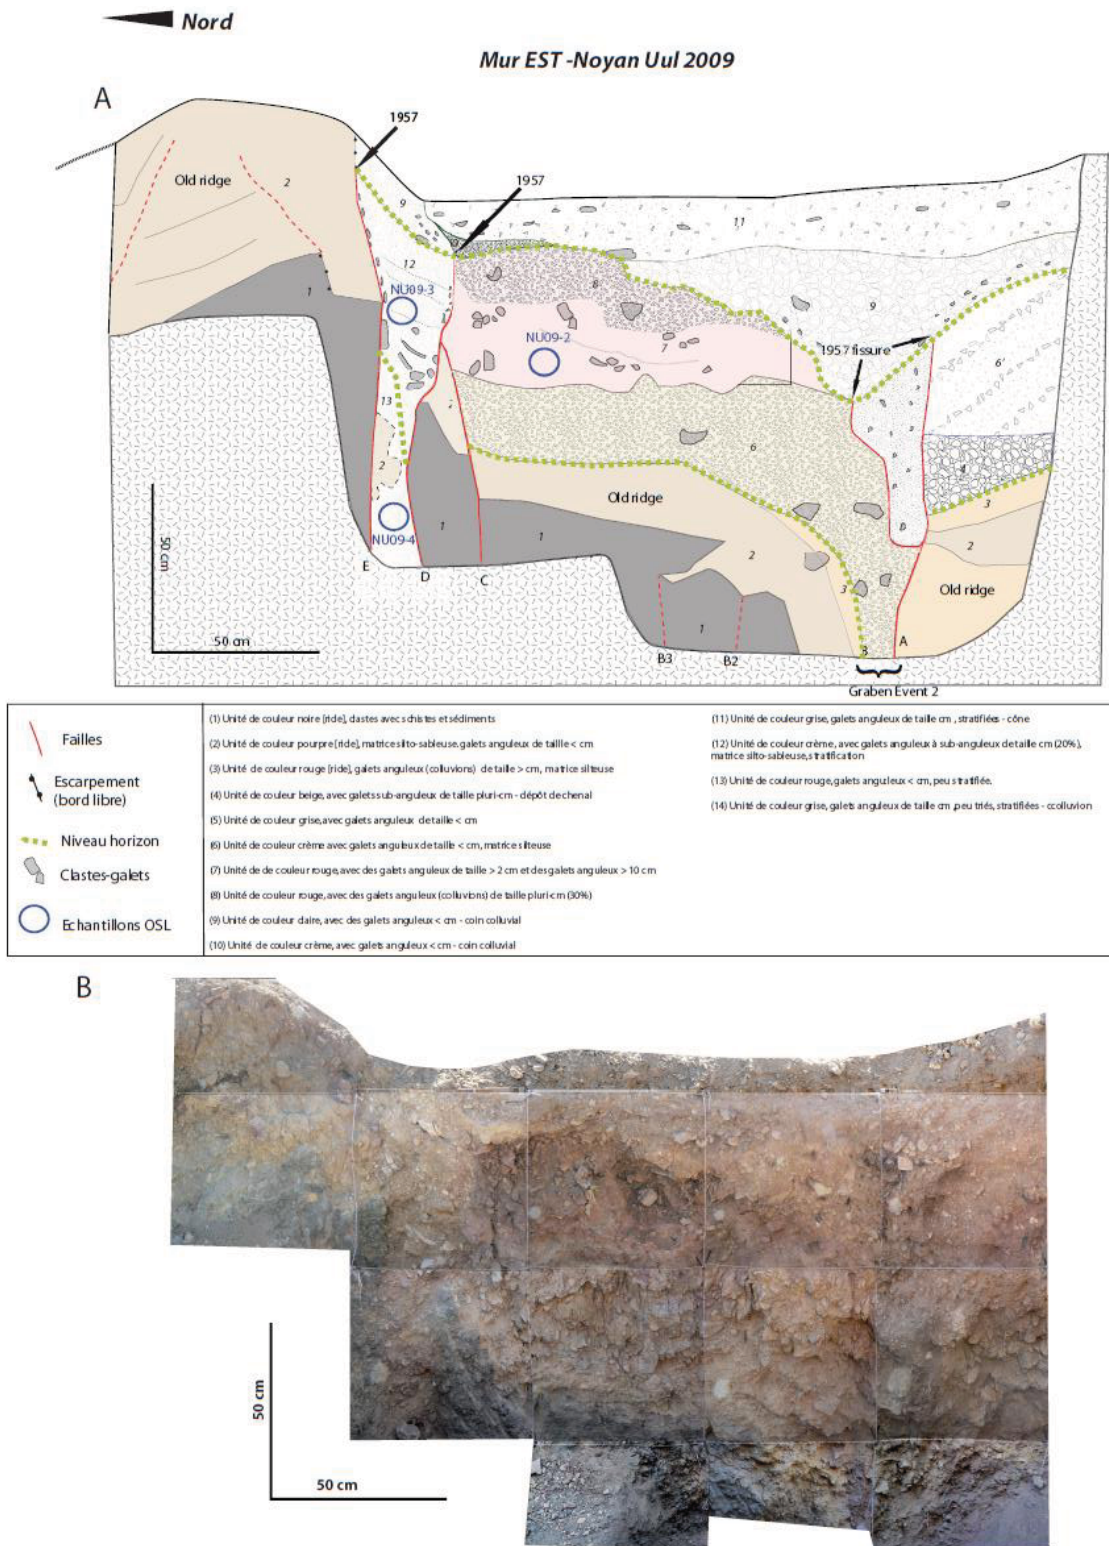 Nord
Mur EST -Noyan Uul 2009
A
1957
1957
Old ridge
2
9
11
12
1
NU09-3
8
9
NU09-2
7
1957 fissure
6'
13
2
6
4
2
Old ridge
3
2
NU09-4
1
1
2
3
Old ridge
50 cm
E
D
C
1
B
A
50 cm
B3
B2
Graben Event 2
Failles
Escarpement
(bord libre)
Niveau horizon
Clastes-galets
Echantillons OSL
(1) Unité de couleur noire [ride], clastes avec schistes et sédiments
(2) Unité de couleur pourpre [ride], matrice silto-sableuse. galets anguleux de taillle < cm
(3) Unité de couleur rouge [ride], galets anguleux (colluvions) de taille > cm, matrice silteuse
(4) Unité de couleur beige, avec galets sub-anguleux de taille pluri-cm - dépôt de chenal
(5) Unité de couleur grise, avec galets anguleux de taille < cm
(6) Unité de couleur crème avec galets anguleux de taille < cm, matrice silteuse
(7) Unité de de couleur rouge, avec des galets anguleux de taille > 2 cm et des galets anguleux > 10 cm
(8) Unité de couleur rouge, avec des galets anguleux (colluvions) de taille pluri-cm (30%)
(9) Unité de couleur claire, avec des galets anguleux < cm - coin colluvial
(10) Unité de couleur crème, avec galets anguleux < cm - coin colluvial
(11) Unité de couleur grise, galets anguleux de taille cm , stratifiées - cône
(12) Unité de couleur crème, avec galets anguleux à sub-anguleux de taille cm (20%),
matrice silto-sableuse, stratification
(13) Unité de couleur rouge, galets anguleux < cm, peu stratifiée.
(14) Unité de couleur grise, galets anguleux de taille cm ,peu triés, stratifiées - ccolluvion
B
50 cm
50 cm